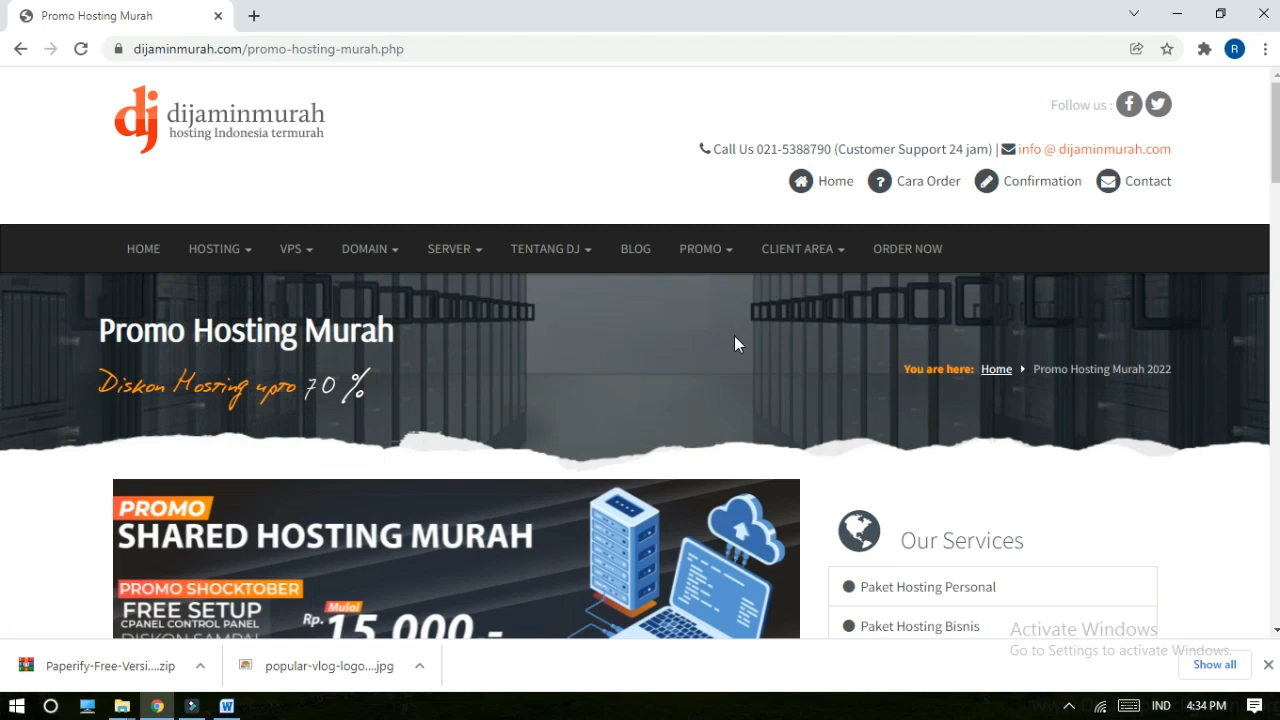 Promo Hosting Murah
dijaminmurah.com/promo-hosting-murah.php
R
dj dijaminmurah
hosting Indonesia termurah
Follow us :
Call Us 021-5388790 (Customer Support 24 jam) | info @ dijaminmurah.com
Home Cara Order Confirmation Contact
HOME HOSTING VPS DOMAIN SERVER TENTANG DJ BLOG PROMO CLIENT AREA ORDER NOW
Promo Hosting Murah
Diskon Hosting upto 70 %
You are here: Home Promo Hosting Murah 2022
PROMO
SHARED HOSTING MURAH
PROMO SHOCKTOBER
FREE SETUP
CPANEL CONTROL PANEL
DISKON SAMPAI
Mulai
Rp. 15.000,-
Our Services
Paket Hosting Personal
Paket Hosting Bisnis
Activate Windows
Go to Settings to activate Windows.
Paperify-Free-Versi....zip
popular-vlog-logo....jpg
Show all
IND 4:34 PM